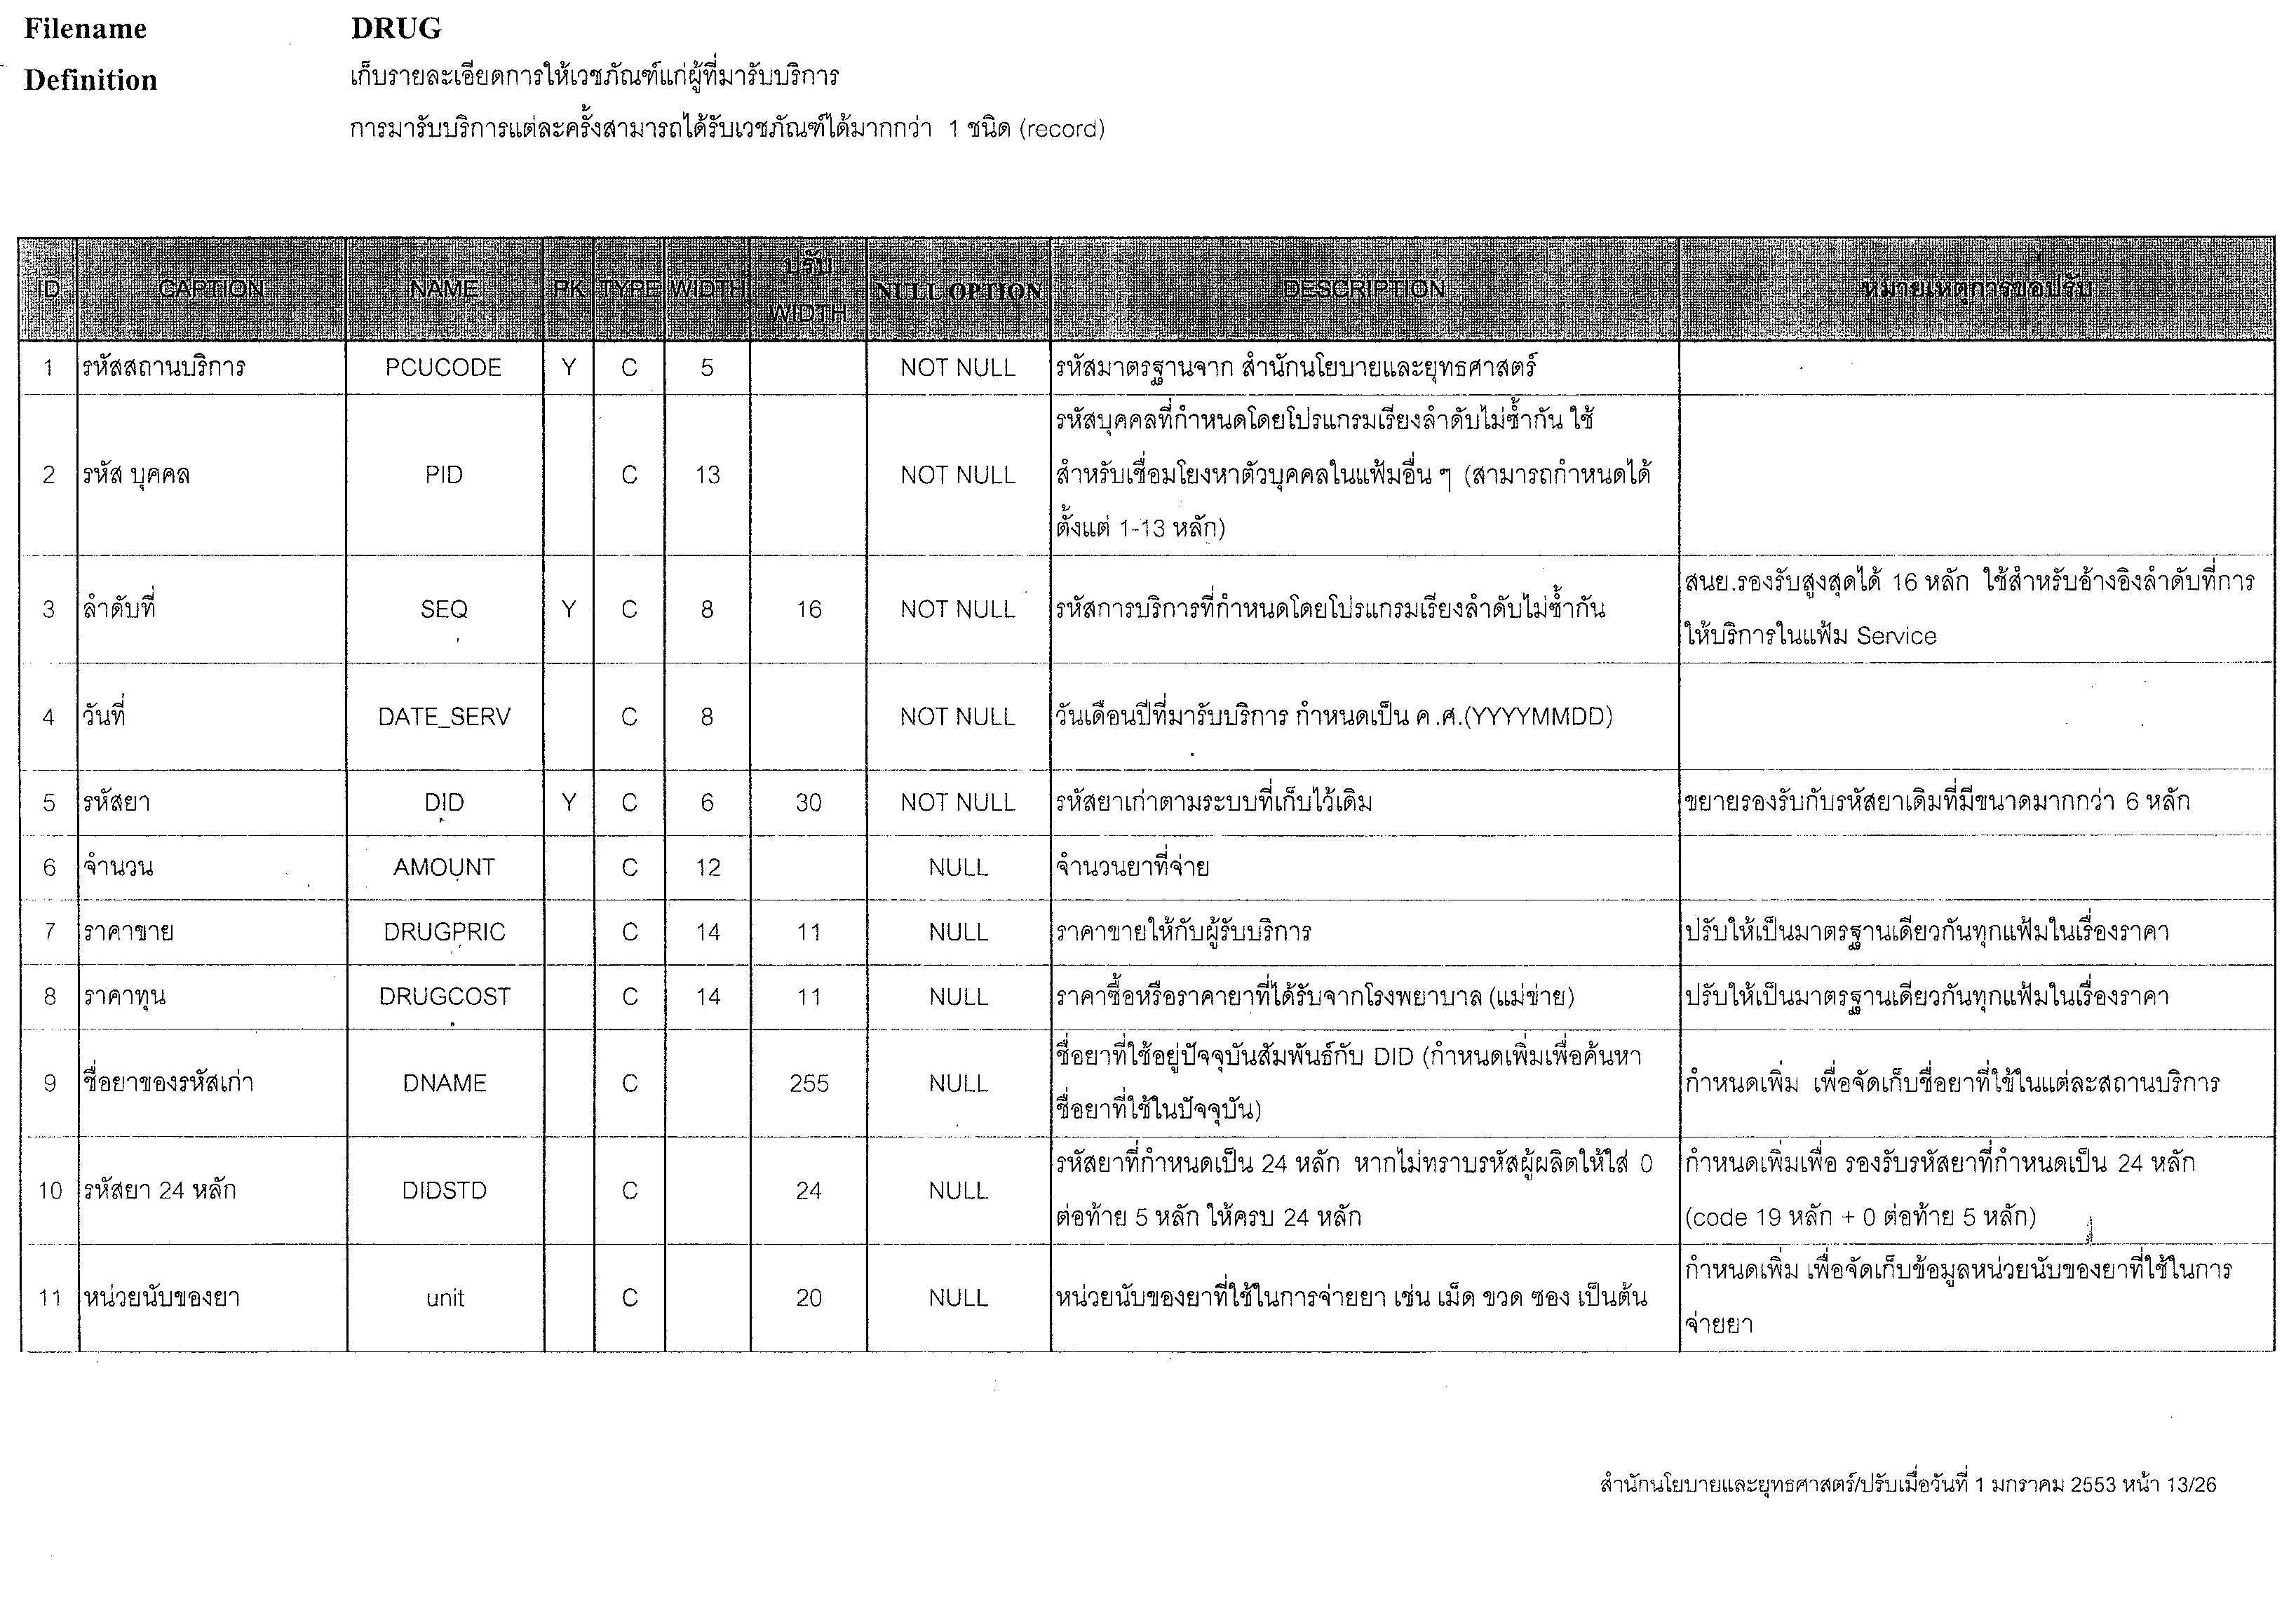 Filename DRUG
Definition เก็บรายละเอียดการให้เวชภัณฑ์แก่ผู้ที่มารับบริการ
การมารับบริการแต่ละครั้งสามารถได้รับเวชภัณฑ์ได้มากกว่า 1 ชนิด (record)
ID CAPTION NAME PK TYPE WIDTH ปรับ WIDTH NULL OPTION DESCRIPTION หมายเหตุการขอปรับ
1 รหัสสถานบริการ PCUCODE Y C 5 NOT NULL รหัสมาตรฐานจาก สำนักนโยบายและยุทธศาสตร์
2 รหัส บุคคล PID C 13 NOT NULL รหัสบุคคลที่กำหนดโดยโปรแกรมเรียงลำดับไม่ซ้ำกัน ใช้
สำหรับเชื่อมโยงหาตัวบุคคลในแฟ้มอื่น ๆ (สามารถกำหนดได้
ตั้งแต่ 1-13 หลัก)
3 ลำดับที่ SEQ Y C 8 16 NOT NULL รหัสการบริการที่กำหนดโดยโปรแกรมเรียงลำดับไม่ซ้ำกัน สนย.รองรับสูงสุดได้ 16 หลัก ใช้สำหรับอ้างอิงลำดับที่การ
ให้บริการในแฟ้ม Service
4 วันที่ DATE_SERV C 8 NOT NULL วันเดือนปีที่มารับบริการ กำหนดเป็น ค.ศ.(YYYYMMDD)
5 รหัสยา DID Y C 6 30 NOT NULL รหัสยาเก่าตามระบบที่เก็บไว้เดิม ขยายรองรับกับรหัสยาเดิมที่มีขนาดมากกว่า 6 หลัก
6 จำนวน AMOUNT C 12 NULL จำนวนยาที่จ่าย
7 ราคาขาย DRUGPRIC C 14 11 NULL ราคาขายให้กับผู้รับบริการ ปรับให้เป็นมาตรฐานเดียวกันทุกแฟ้มในเรื่องราคา
8 ราคาทุน DRUGCOST C 14 11 NULL ราคาซื้อหรือราคายาที่ได้รับจากโรงพยาบาล (แม่ข่าย) ปรับให้เป็นมาตรฐานเดียวกันทุกแฟ้มในเรื่องราคา
9 ชื่อยาของรหัสเก่า DNAME C 255 NULL ชื่อยาที่ใช้อยู่ปัจจุบันสัมพันธ์กับ DID (กำหนดเพิ่มเพื่อค้นหา
ชื่อยาที่ใช้ในปัจจุบัน) กำหนดเพิ่ม เพื่อจัดเก็บชื่อยาที่ใช้ในแต่ละสถานบริการ
10 รหัสยา 24 หลัก DIDSTD C 24 NULL รหัสยาที่กำหนดเป็น 24 หลัก หากไม่ทราบรหัสผู้ผลิตให้ใส่ 0
ต่อท้าย 5 หลัก ให้ครบ 24 หลัก กำหนดเพิ่มเพื่อ รองรับรหัสยาที่กำหนดเป็น 24 หลัก
(code 19 หลัก + 0 ต่อท้าย 5 หลัก)
11 หน่วยนับของยา unit C 20 NULL หน่วยนับของยาที่ใช้ในการจ่ายยา เช่น เม็ด ขวด ซอง เป็นต้น กำหนดเพิ่ม เพื่อจัดเก็บข้อมูลหน่วยนับของยาที่ใช้ในการ
จ่ายยา
สำนักนโยบายและยุทธศาสตร์/ปรับเมื่อวันที่ 1 มกราคม 2553 หน้า 13/26